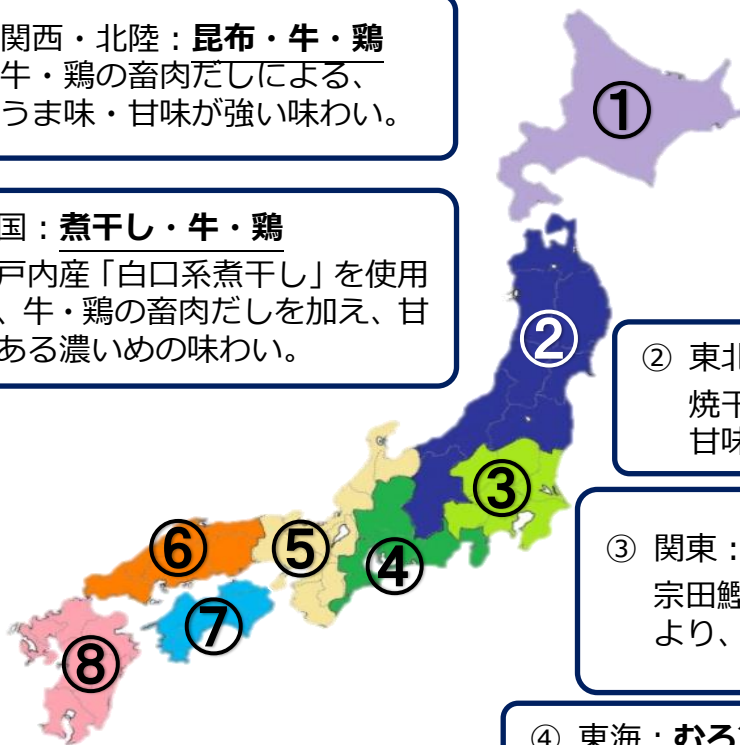 関西・北陸：昆布・牛・鶏
牛・鶏の畜肉だしによる、
うま味・甘味が強い味わい。
国：煮干し・牛・鶏
戸内産「白口系煮干し」を使用
、牛・鶏の畜肉だしを加え、甘
ある濃いめの味わい。
①
②
③
④
⑤
⑥
⑦
⑧
② 東北
焼干
甘味
③ 関東：
宗田鰹
より、
④ 東海：むろ